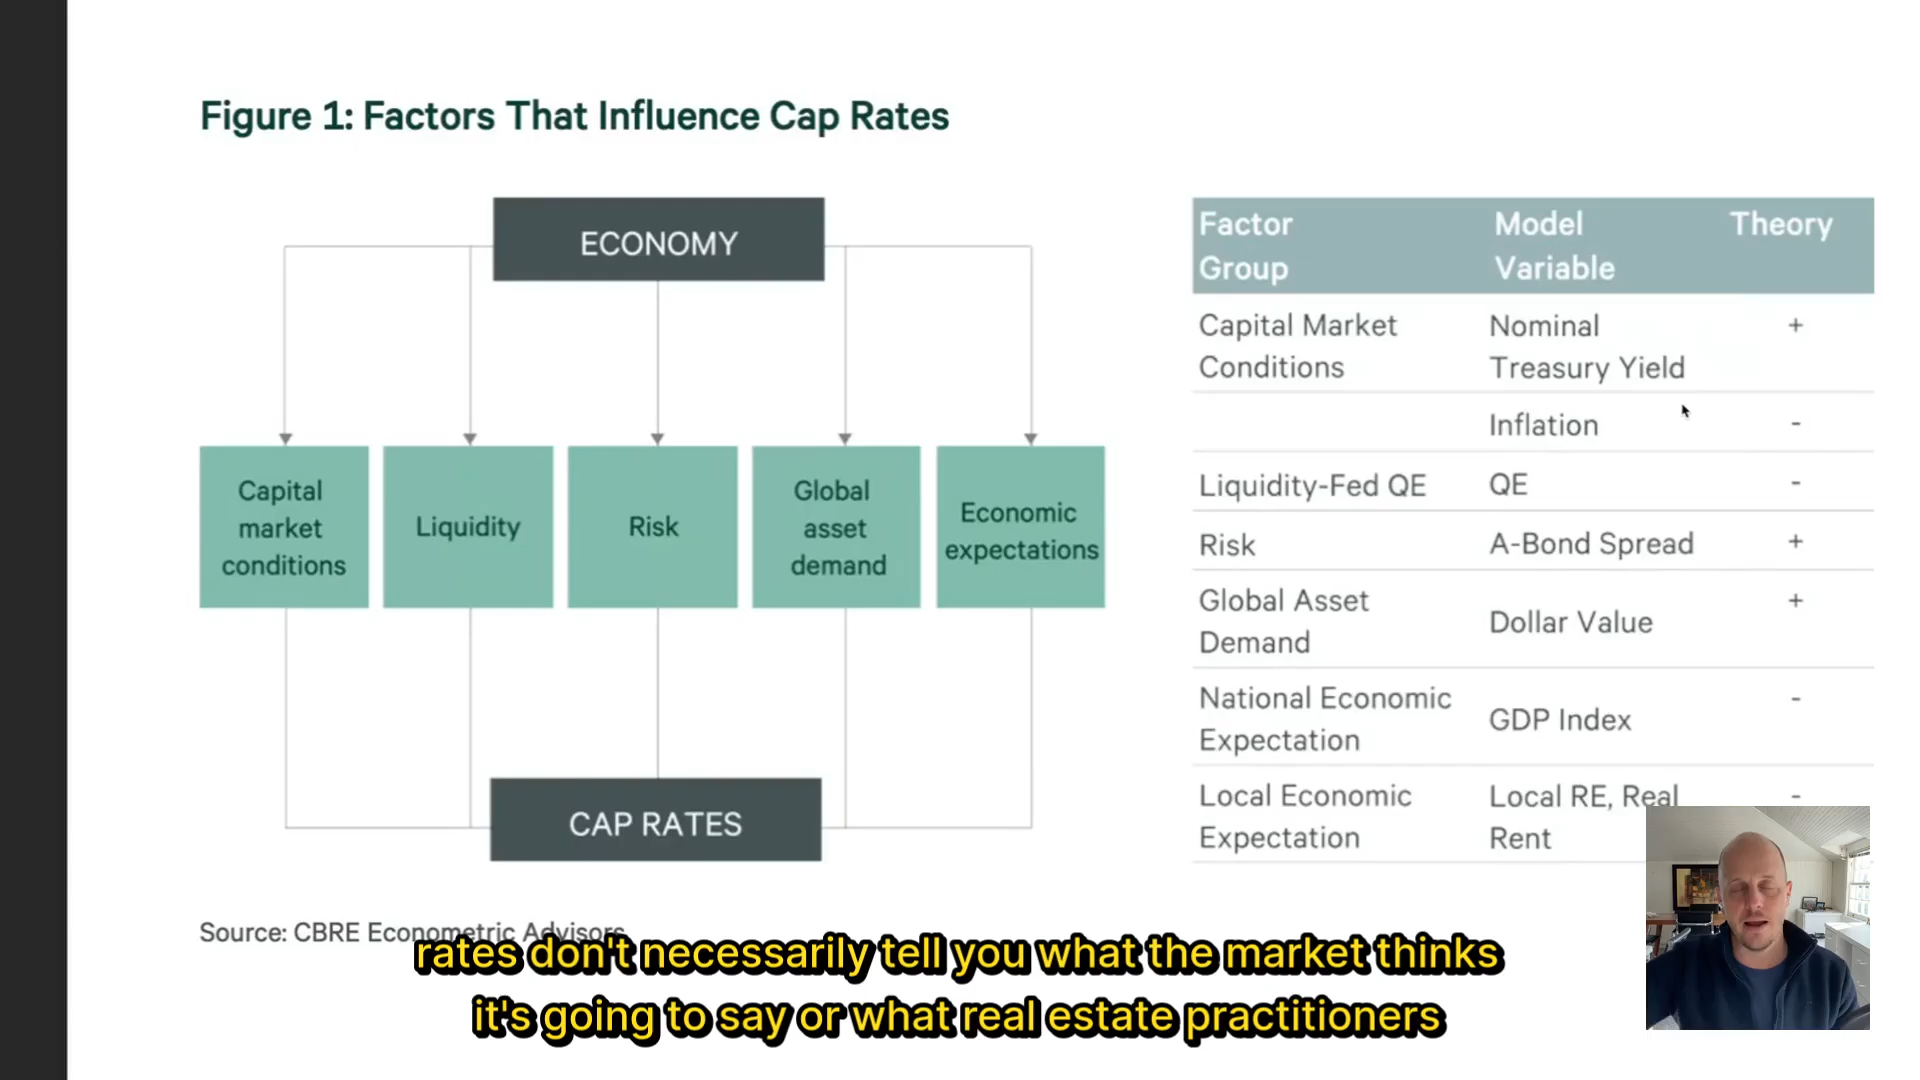 Figure 1: Factors That Influence Cap Rates
ECONOMY
Capital
market
conditions
Liquidity
Risk
Global
asset
demand
Economic
expectations
CAP RATES
Factor
Group
Model
Variable
Theory
Capital Market
Conditions
Nominal
Treasury Yield
+
Inflation
-
Liquidity-Fed QE
QE
-
Risk
A-Bond Spread
+
Global Asset
Demand
Dollar Value
+
National Economic
Expectation
GDP Index
-
Local Economic
Expectation
Local RE, Real
Rent
-
Source: CBRE Econometric Advisors
rates don't necessarily tell you what the market thinks
it's going to say or what real estate practitioners